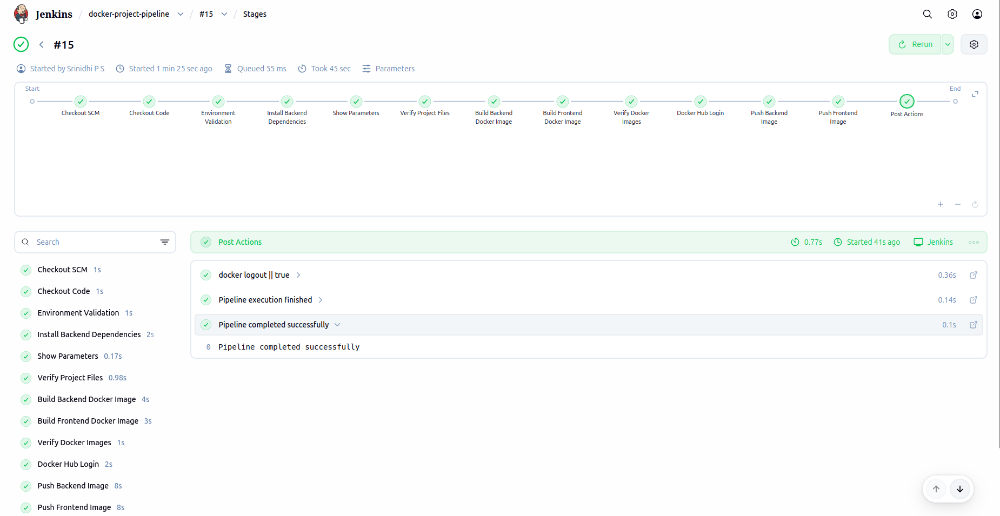 Jenkins / docker-project-pipeline / #15 / Stages
#15
Rerun
Started by Srinidhi P S Started 1 min 25 sec ago Queued 55 ms Took 45 sec Parameters
Start
End
Checkout SCM
Checkout Code
Environment
Validation
Install Backend
Dependencies
Show Parameters
Verify Project Files
Build Backend
Docker Image
Build Frontend
Docker Image
Verify Docker
Images
Docker Hub Login
Push Backend
Image
Push Frontend
Image
Post Actions
Search
Checkout SCM 1s
Checkout Code 1s
Environment Validation 1s
Install Backend Dependencies 2s
Show Parameters 0.17s
Verify Project Files 0.98s
Build Backend Docker Image 4s
Build Frontend Docker Image 3s
Verify Docker Images 1s
Docker Hub Login 2s
Push Backend Image 8s
Push Frontend Image 8s
Post Actions 0.77s Started 41s ago Jenkins
docker logout || true 0.36s
Pipeline execution finished 0.14s
Pipeline completed successfully 0.1s
0 Pipeline completed successfully